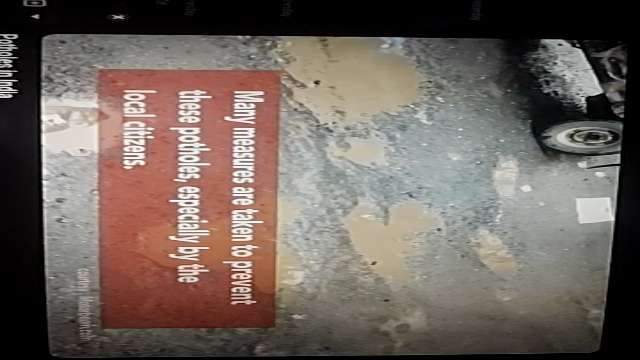 Potholes in India
Many measures are taken to prevent
these potholes, especially by the
local citizens.